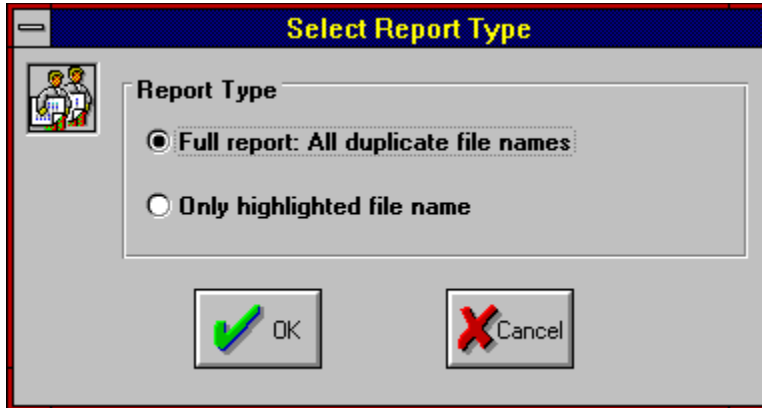 Select Report Type
Report Type
Full report: All duplicate file names
Only highlighted file name
OK
Cancel